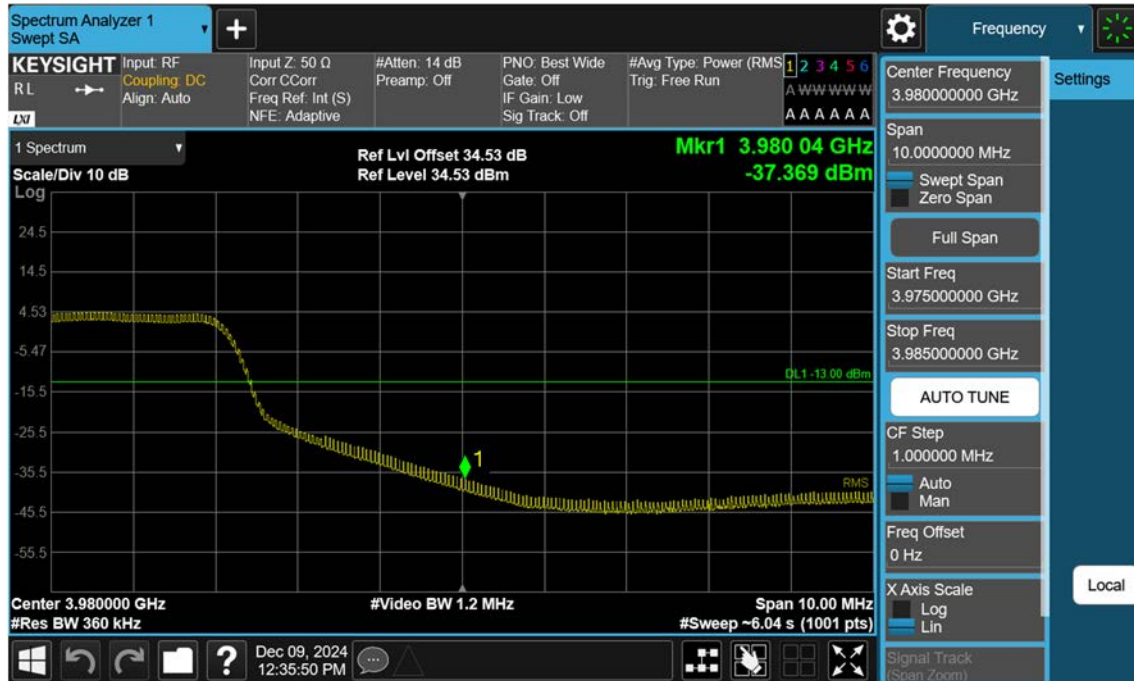 Spectrum Analyzer 1
Swept SA
Frequency
KEYSIGHT
R L
LXI
Input: RF
Coupling: DC
Align: Auto
Input Z: 50 Ω
Corr CCorr
Freq Ref: Int (S)
NFE: Adaptive
#Atten: 14 dB
Preamp: Off
PNO: Best Wide
Gate: Off
IF Gain: Low
Sig Track: Off
#Avg Type: Power (RMS
Trig: Free Run
1 2 3 4 5 6
A W W W W W
A A A A A A
1 Spectrum
Scale/Div 10 dB
Log
Ref Lvl Offset 34.53 dB
Ref Level 34.53 dBm
Mkr1 3.980 04 GHz
-37.369 dBm
24.5
14.5
4.53
-5.47
-15.5
-25.5
-35.5
-45.5
-55.5
DL1 -13.00 dBm
1
RMS
Center 3.980000 GHz
#Res BW 360 kHz
#Video BW 1.2 MHz
Span 10.00 MHz
#Sweep ~6.04 s (1001 pts)
Center Frequency
3.980000000 GHz
Span
10.0000000 MHz
Swept Span
Zero Span
Full Span
Start Freq
3.975000000 GHz
Stop Freq
3.985000000 GHz
AUTO TUNE
CF Step
1.000000 MHz
Auto
Man
Freq Offset
0 Hz
X Axis Scale
Log
Lin
Signal Track
(Span Zoom)
Settings
Local
?
Dec 09, 2024
12:35:50 PM